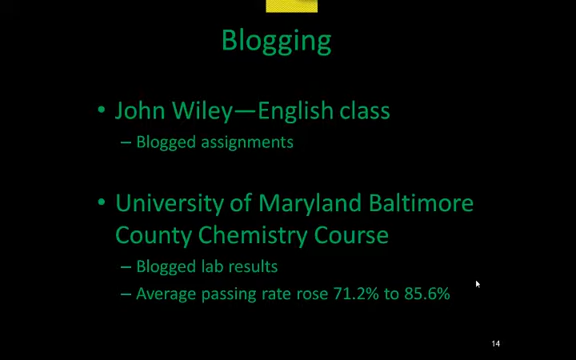 Blogging
• John Wiley—English class
– Blogged assignments
• University of Maryland Baltimore
County Chemistry Course
– Blogged lab results
– Average passing rate rose 71.2% to 85.6%
14